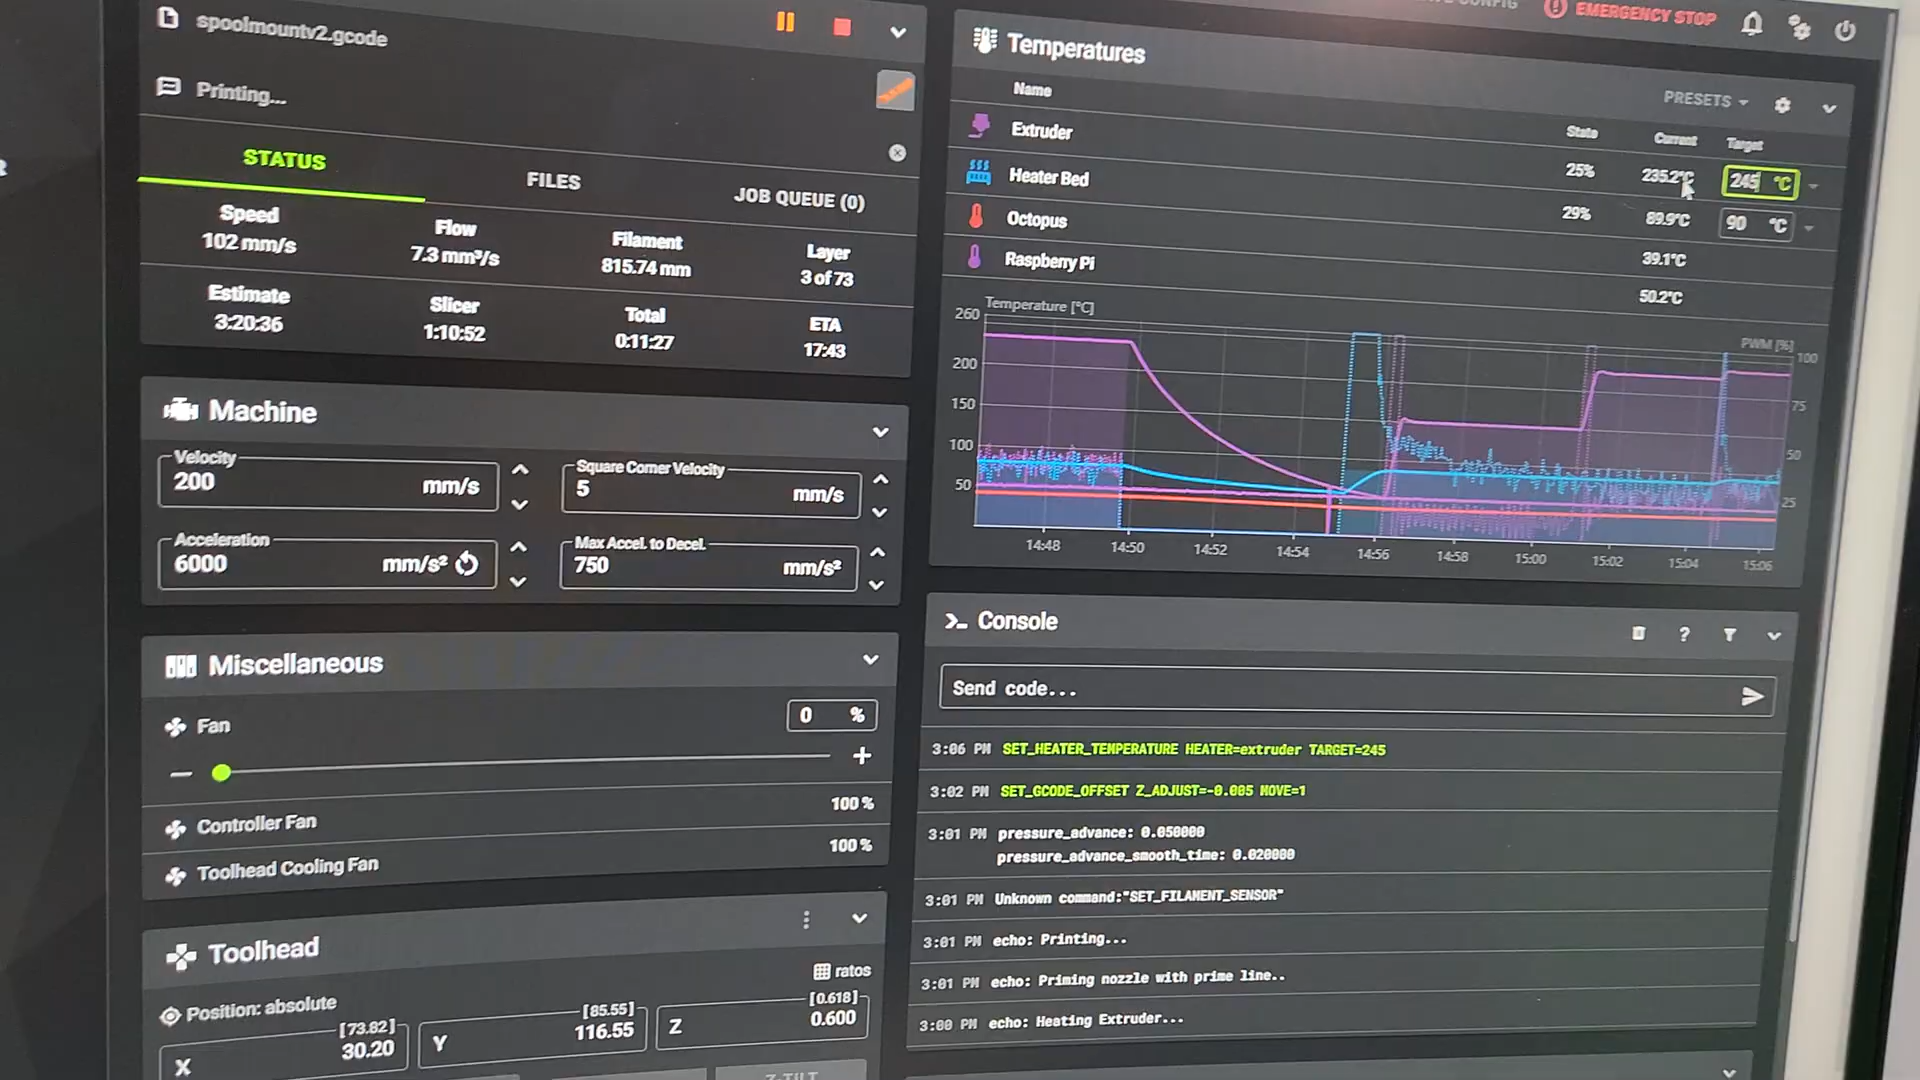 spoolmountv2.gcode
Printing...
STATUS
FILES
JOB QUEUE (0)
Speed
102 mm/s
Flow
7.3 mm³/s
Filament
815.74 mm
Layer
3 of 73
Estimate
3:20:36
Slicer
1:10:52
Total
0:11:27
ETA
17:43
Machine
Velocity
200 mm/s
Square Corner Velocity
5 mm/s
Acceleration
6000 mm/s²
Max Accel. to Decel.
750 mm/s²
Miscellaneous
Fan
0 %
Controller Fan
100 %
Toolhead Cooling Fan
100 %
Toolhead
ratos
Position: absolute
[73.82]
X 30.20
[85.55]
Y 116.55
[0.618]
Z 0.600
Z-TILT
CONFIG
EMERGENCY STOP
Temperatures
PRESETS
Name State Current Target
Extruder 25% 235.2°C 245 °C
Heater Bed 29% 89.9°C 90 °C
Octopus 39.1°C
Raspberry Pi 50.2°C
Temperature [°C]
PWM [%]
260
200
150
100
50
100
75
50
25
14:48 14:50 14:52 14:54 14:56 14:58 15:00 15:02 15:04 15:06
Console
Send code...
3:06 PM SET_HEATER_TEMPERATURE HEATER=extruder TARGET=245
3:02 PM SET_GCODE_OFFSET Z_ADJUST=-0.005 MOVE=1
3:01 PM pressure_advance: 0.050000
pressure_advance_smooth_time: 0.020000
3:01 PM Unknown command:"SET_FILAMENT_SENSOR"
3:01 PM echo: Printing...
3:01 PM echo: Priming nozzle with prime line..
3:00 PM echo: Heating Extruder...